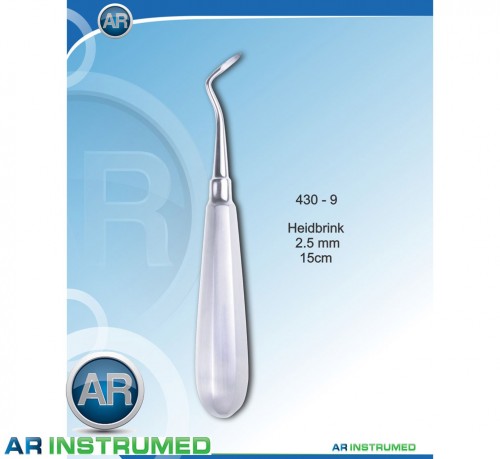 AR
R
430 - 9
Heidbrink
2.5 mm
15cm
AR
AR INSTRUMED
AR INSTRUMED